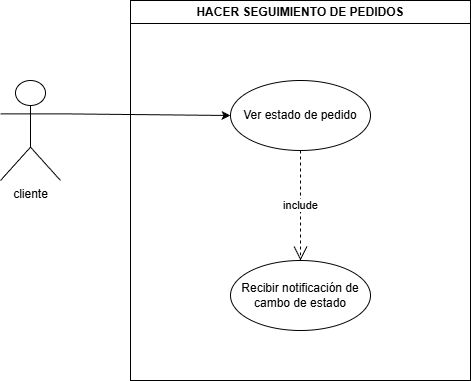 HACER SEGUIMIENTO DE PEDIDOS
Ver estado de pedido
cliente
include
Recibir notificación de
cambo de estado